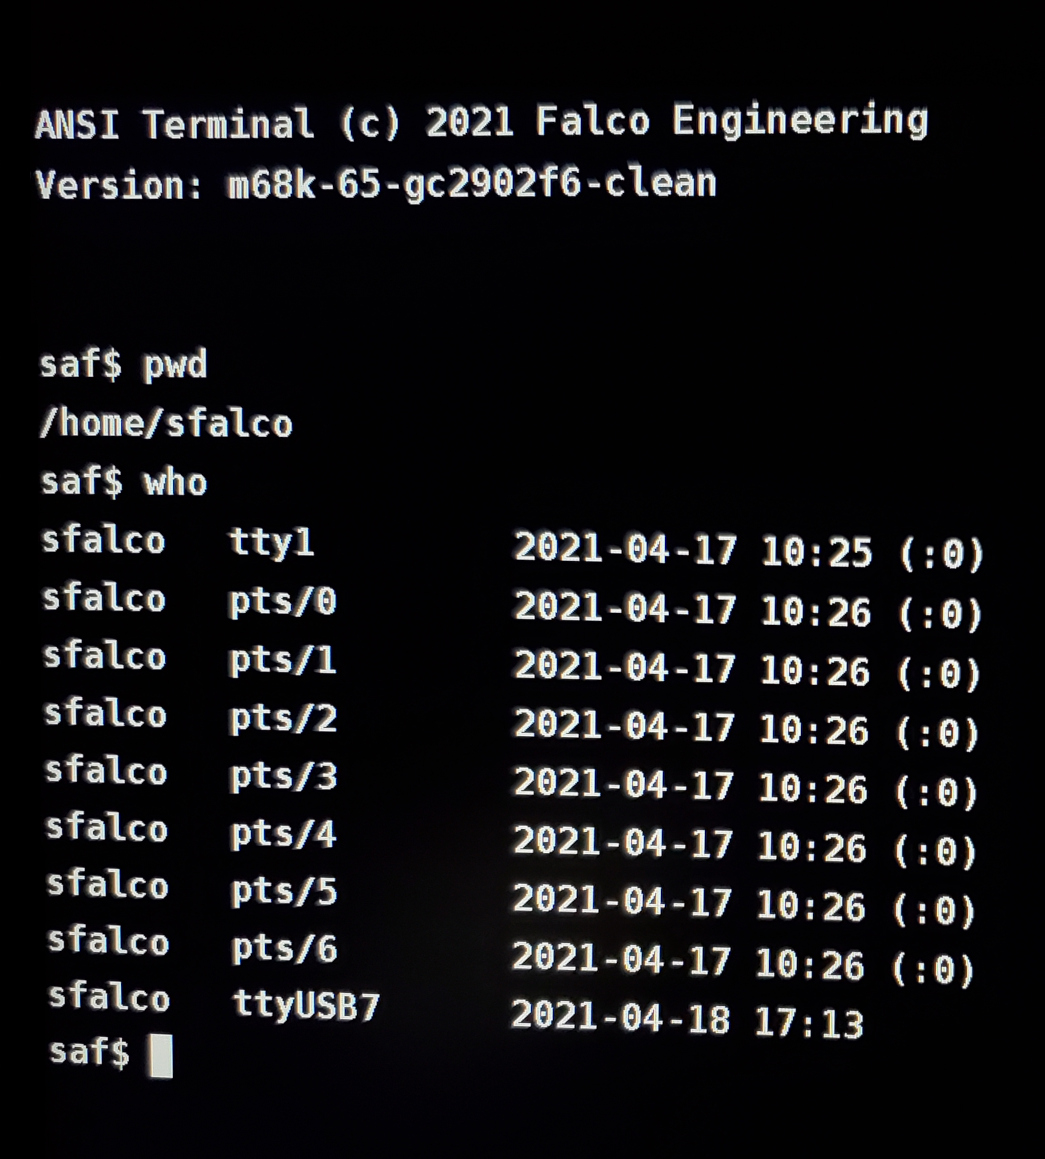 ANSI Terminal (c) 2021 Falco Engineering
Version: m68k-65-gc2902f6-clean
saf$ pwd
/home/sfalco
saf$ who
sfalco   tty1         2021-04-17 10:25 (:0)
sfalco   pts/0        2021-04-17 10:26 (:0)
sfalco   pts/1        2021-04-17 10:26 (:0)
sfalco   pts/2        2021-04-17 10:26 (:0)
sfalco   pts/3        2021-04-17 10:26 (:0)
sfalco   pts/4        2021-04-17 10:26 (:0)
sfalco   pts/5        2021-04-17 10:26 (:0)
sfalco   pts/6        2021-04-17 10:26 (:0)
sfalco   ttyUSB7      2021-04-18 17:13
saf$